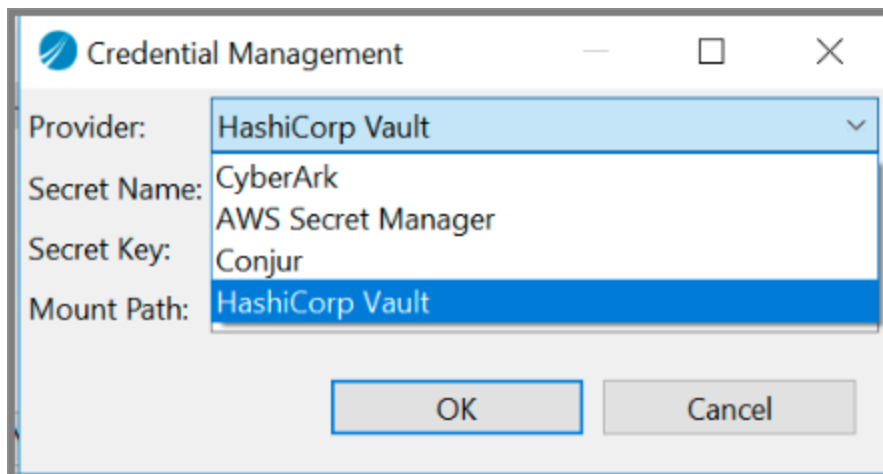 Credential Management
Provider: HashiCorp Vault
CyberArk
Secret Name:
AWS Secret Manager
Secret Key:
Conjur
HashiCorp Vault
Mount Path:
OK Cancel